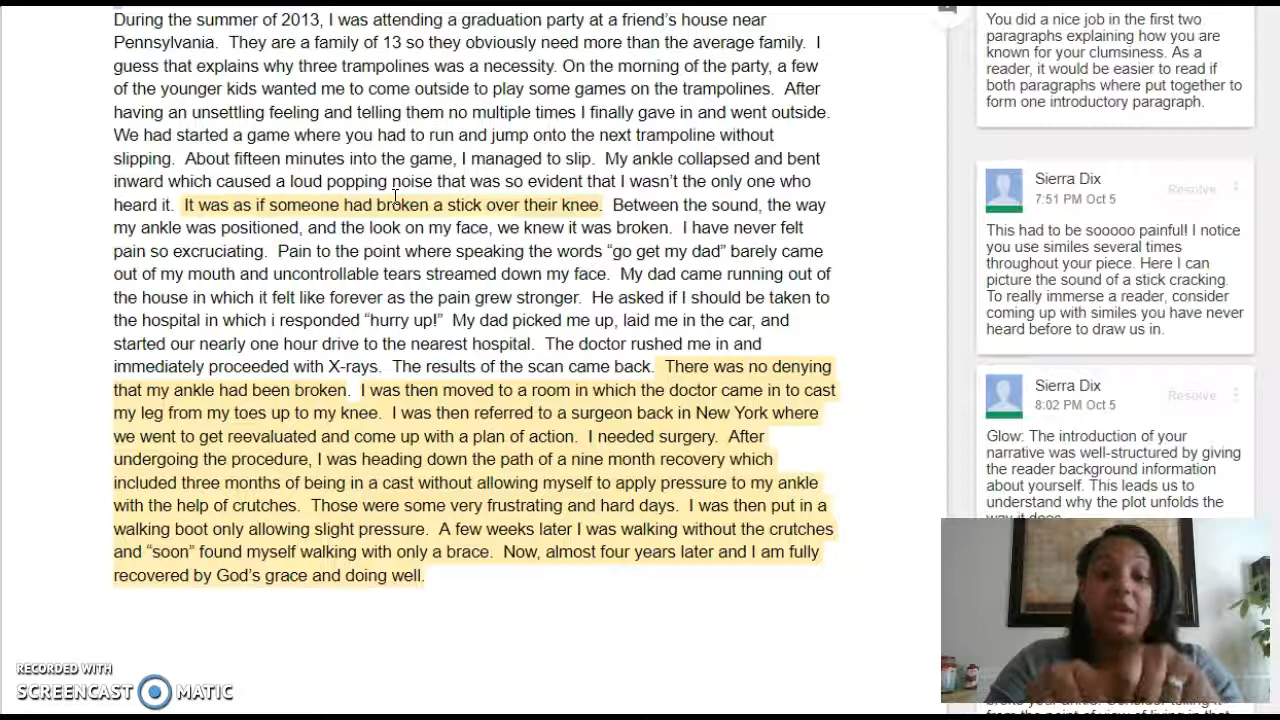 During the summer of 2013, I was attending a graduation party at a friend's house near
Pennsylvania.  They are a family of 13 so they obviously need more than the average family.  I
guess that explains why three trampolines was a necessity. On the morning of the party, a few
of the younger kids wanted me to come outside to play some games on the trampolines.  After
having an unsettling feeling and telling them no multiple times I finally gave in and went outside.
We had started a game where you had to run and jump onto the next trampoline without
slipping.  About fifteen minutes into the game, I managed to slip.  My ankle collapsed and bent
inward which caused a loud popping noise that was so evident that I wasn't the only one who
heard it.  It was as if someone had broken a stick over their knee.  Between the sound, the way
my ankle was positioned, and the look on my face, we knew it was broken.  I have never felt
pain so excruciating.  Pain to the point where speaking the words “go get my dad” barely came
out of my mouth and uncontrollable tears streamed down my face.  My dad came running out of
the house in which it felt like forever as the pain grew stronger.  He asked if I should be taken to
the hospital in which i responded “hurry up!”  My dad picked me up, laid me in the car, and
started our nearly one hour drive to the nearest hospital.  The doctor rushed me in and
immediately proceeded with X-rays.  The results of the scan came back.  There was no denying
that my ankle had been broken.  I was then moved to a room in which the doctor came in to cast
my leg from my toes up to my knee.  I was then referred to a surgeon back in New York where
we went to get reevaluated and come up with a plan of action.  I needed surgery.  After
undergoing the procedure, I was heading down the path of a nine month recovery which
included three months of being in a cast without allowing myself to apply pressure to my ankle
with the help of crutches.  Those were some very frustrating and hard days.  I was then put in a
walking boot only allowing slight pressure.  A few weeks later I was walking without the crutches
and “soon” found myself walking with only a brace.  Now, almost four years later and I am fully
recovered by God's grace and doing well.
You did a nice job in the first two
paragraphs explaining how you are
known for your clumsiness. As a
reader, it would be easier to read if
both paragraphs where put together to
form one introductory paragraph.
Sierra Dix
7:51 PM Oct 5
Resolve
This had to be sooooo painful! I notice
you use similes several times
throughout your piece. Here I can
picture the sound of a stick cracking.
To really immerse a reader, consider
coming up with similes you have never
heard before to draw us in.
Sierra Dix
8:02 PM Oct 5
Resolve
Glow: The introduction of your
narrative was well-structured by giving
the reader background information
about yourself. This leads us to
understand why the plot unfolds the
way it does
RECORDED WITH
SCREENCAST MATIC